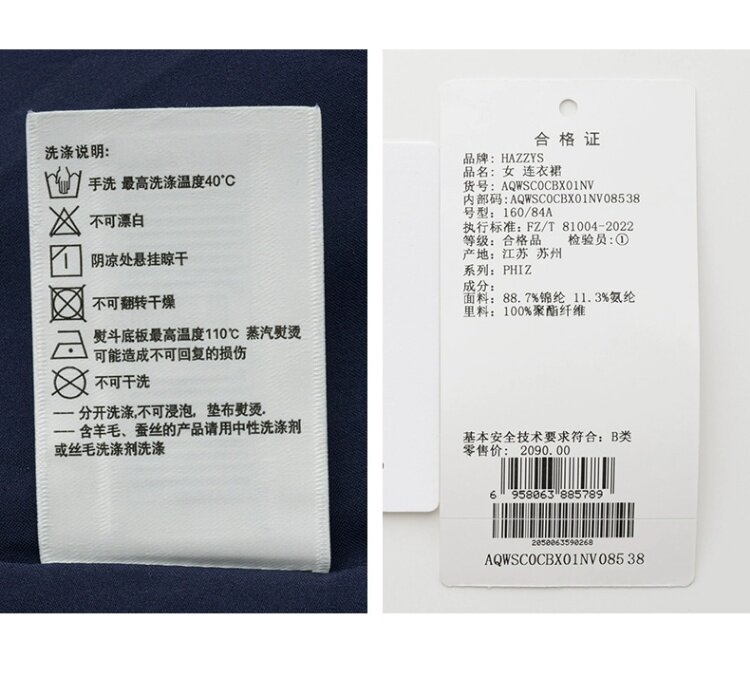 洗涤说明:
手洗 最高洗涤温度40℃
不可漂白
阴凉处悬挂晾干
不可翻转干燥
熨斗底板最高温度110℃ 蒸汽熨烫
可能造成不可回复的损伤
不可干洗
--- 分开洗涤,不可浸泡, 垫布熨烫.
--- 含羊毛、蚕丝的产品请用中性洗涤剂
或丝毛洗涤剂洗涤
合格证
品牌: HAZZYS
品名: 女 连衣裙
货号: AQWSC0CBX01NV
内部码: AQWSC0CBX01NV08538
号型: 160/84A
执行标准: FZ/T 81004-2022
等级: 合格品 检验员:①
产地: 江苏 苏州
系列: PHIZ
成分:
面料: 88.7%锦纶 11.3%氨纶
里料: 100%聚酯纤维
基本安全技术要求符合: B类
零售价: 2090.00
6 958063 885789
2050063590268
AQWSC0CBX01NV08538